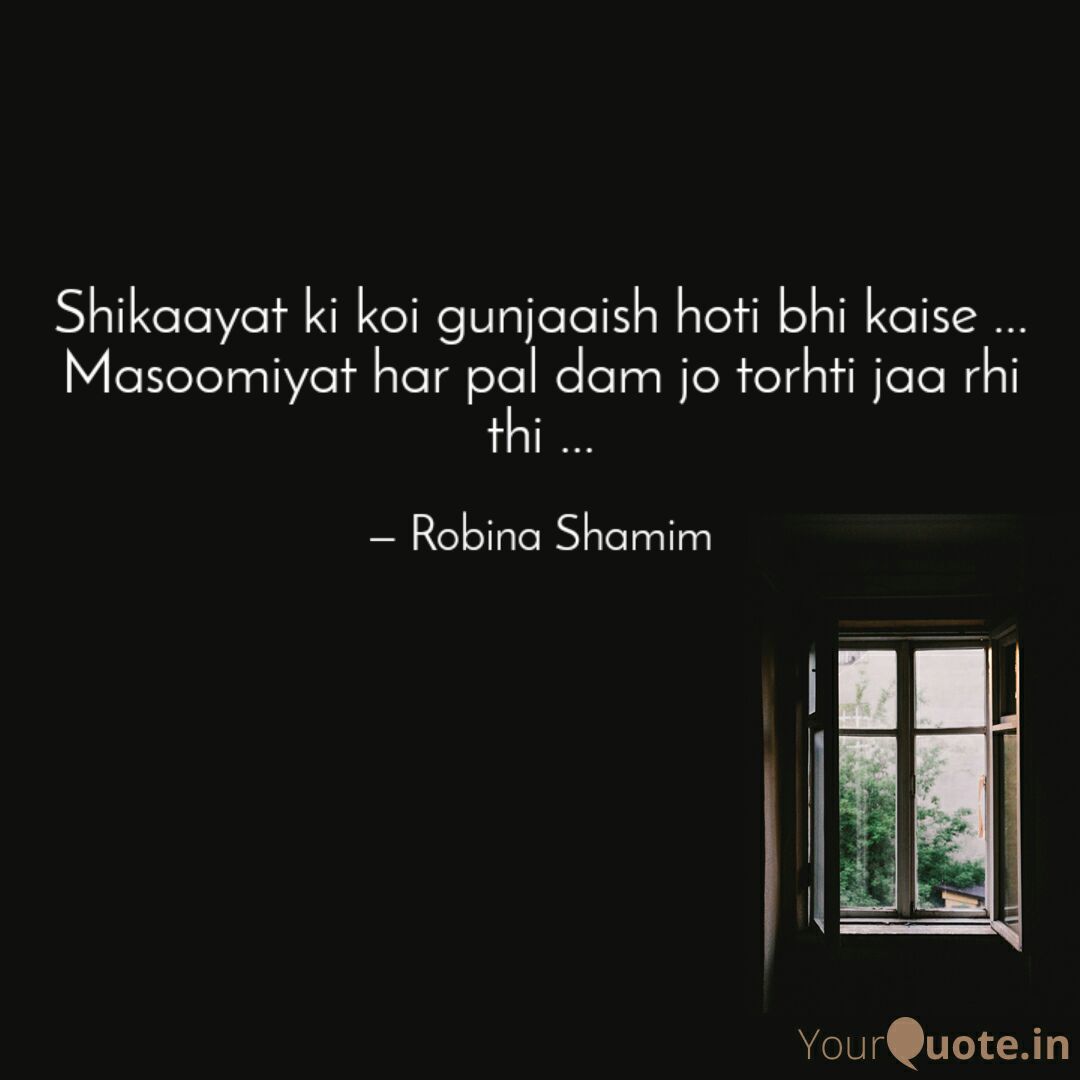 Shikaayat ki koi gunjaaish hoti bhi kaise ...
Masoomiyat har pal dam jo torhti jaa rhi
thi ...
– Robina Shamim
YourQuote.in